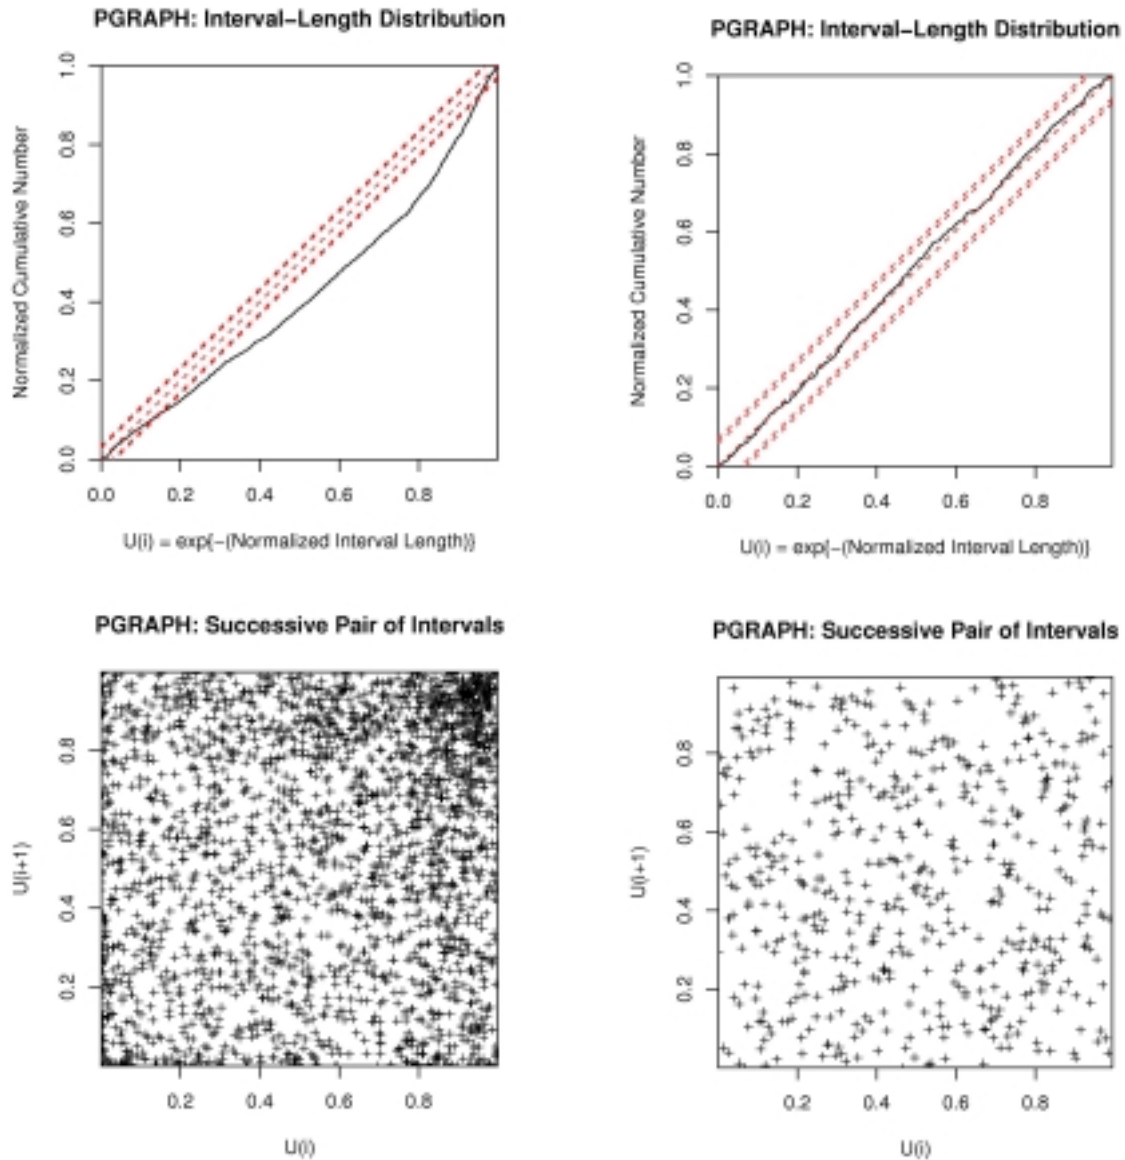 PGRAPH: Interval-Length Distribution
Normalized Cumulative Number
1.0
0.8
0.6
0.4
0.2
0.0
0.0 0.2 0.4 0.6 0.8
U(i) = exp{-(Normalized Interval Length)}
PGRAPH: Interval-Length Distribution
Normalized Cumulative Number
1.0
0.8
0.6
0.4
0.2
0.0
0.0 0.2 0.4 0.6 0.8
U(i) = exp{-(Normalized Interval Length)}
PGRAPH: Successive Pair of Intervals
U(i+1)
0.8
0.6
0.4
0.2
0.2 0.4 0.6 0.8
U(i)
PGRAPH: Successive Pair of Intervals
U(i+1)
0.8
0.6
0.4
0.2
0.2 0.4 0.6 0.8
U(i)